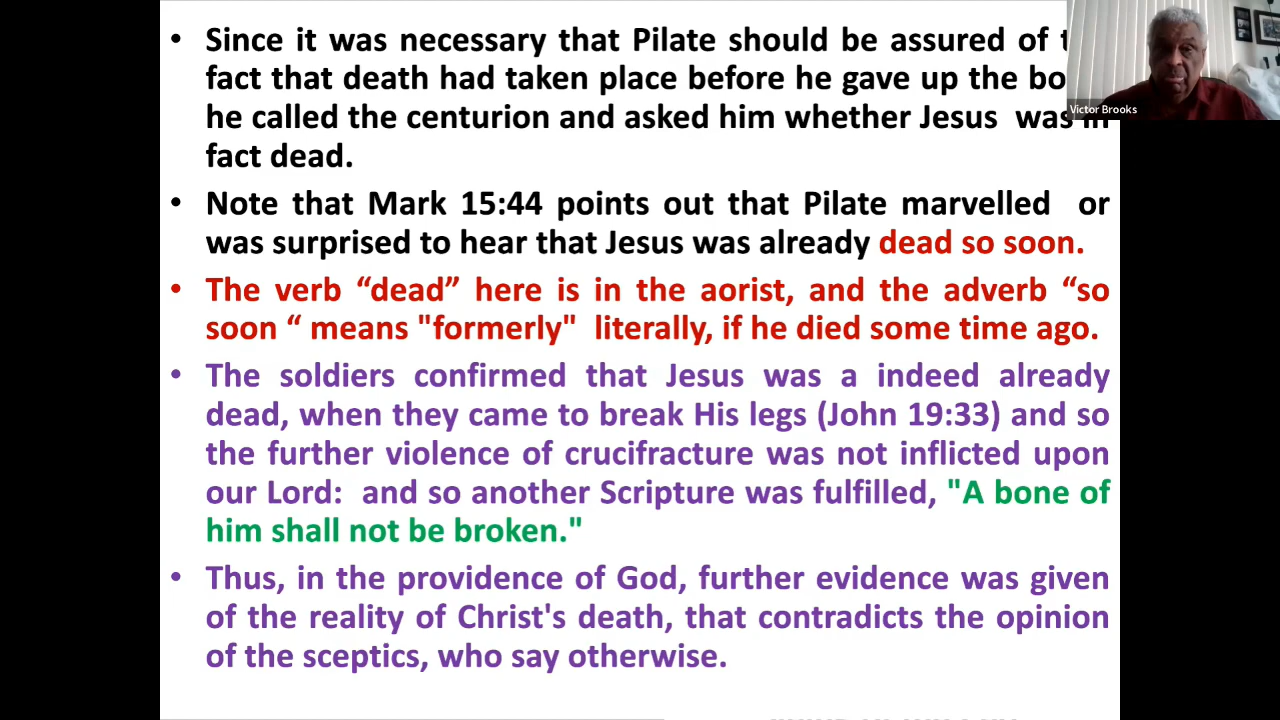 • Since it was necessary that Pilate should be assured of
fact that death had taken place before he gave up the
he called the centurion and asked him whether Jesus was in
fact dead.
• Note that Mark 15:44 points out that Pilate marvelled or
was surprised to hear that Jesus was already dead so soon.
• The verb “dead” here is in the aorist, and the adverb “so
soon “ means "formerly" literally, if he died some time ago.
• The soldiers confirmed that Jesus was a indeed already
dead, when they came to break His legs (John 19:33) and so
the further violence of crucifracture was not inflicted upon
our Lord: and so another Scripture was fulfilled, "A bone of
him shall not be broken."
• Thus, in the providence of God, further evidence was given
of the reality of Christ's death, that contradicts the opinion
of the sceptics, who say otherwise.
Victor Brooks